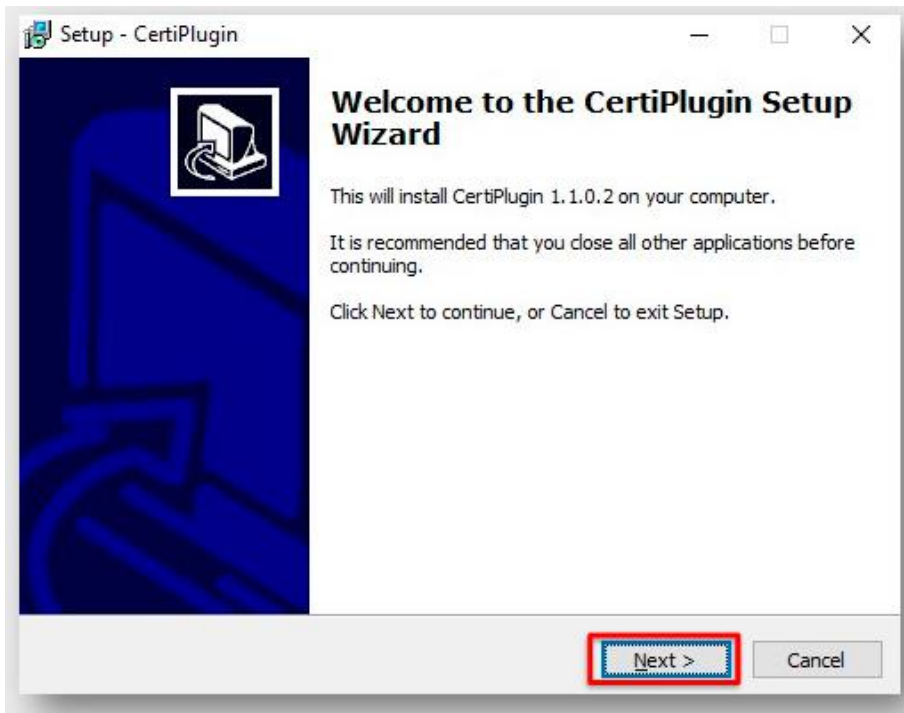 Setup - CertiPlugin
Welcome to the CertiPlugin Setup
Wizard
This will install CertiPlugin 1.1.0.2 on your computer.
It is recommended that you close all other applications before
continuing.
Click Next to continue, or Cancel to exit Setup.
Next >
Cancel